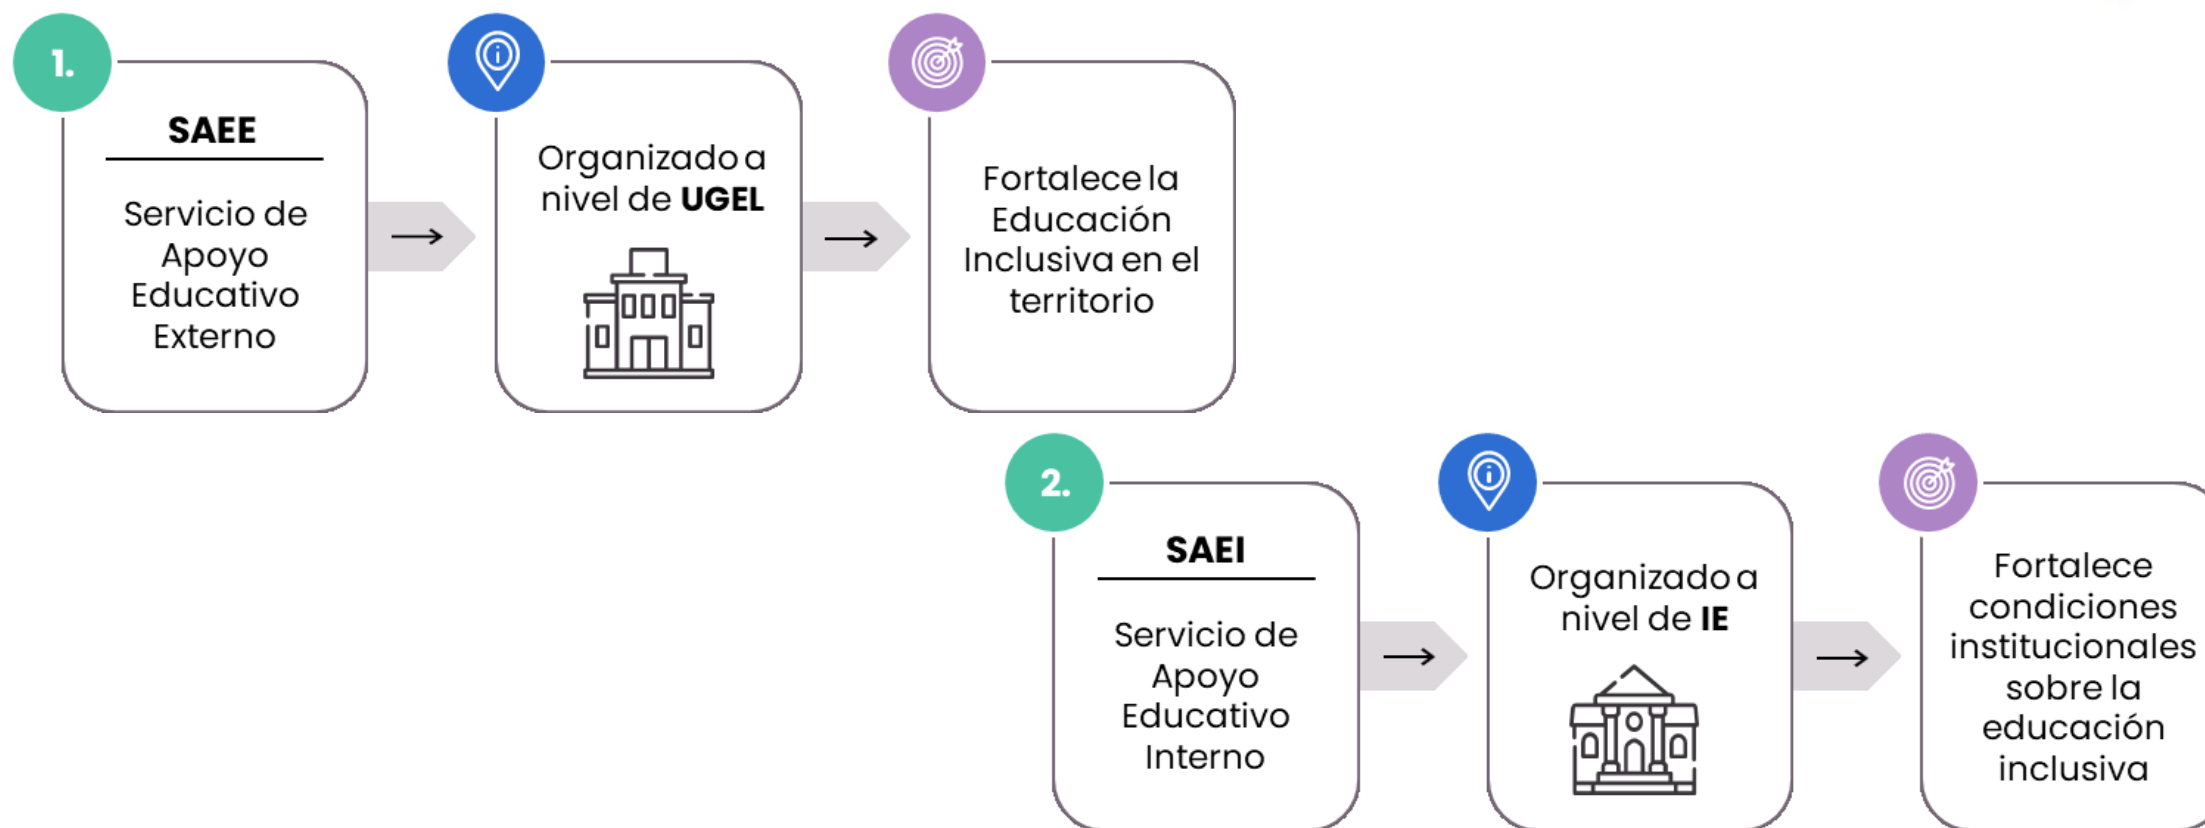 1.
SAEE
Servicio de
Apoyo
Educativo
Externo
Organizado a
nivel de UGEL
Fortalece la
Educación
Inclusiva en el
territorio
2.
SAEI
Servicio de
Apoyo
Educativo
Interno
Organizado a
nivel de IE
Fortalece
condiciones
institucionales
sobre la
educación
inclusiva